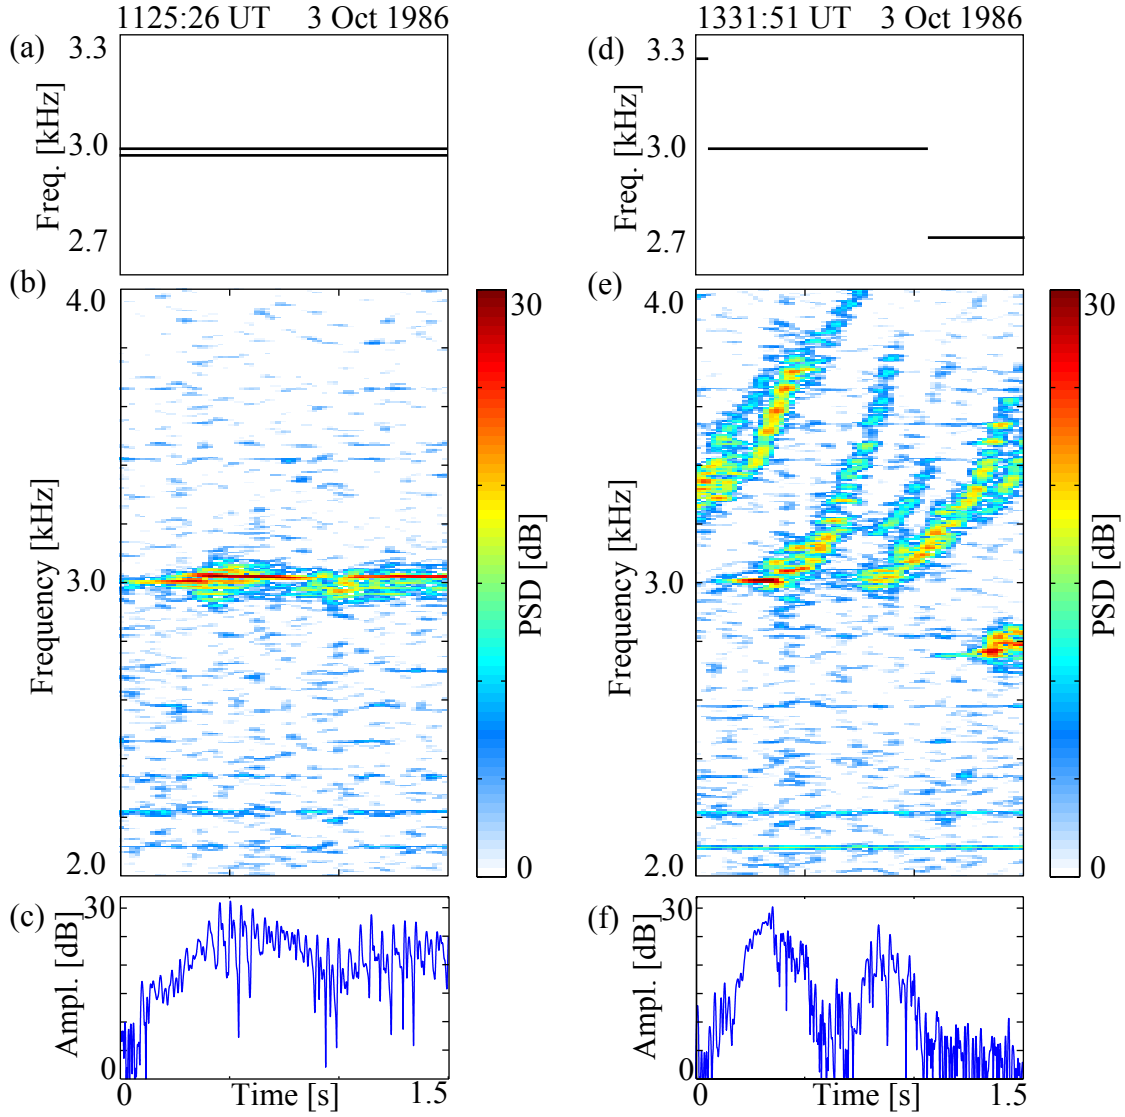 1125:26 UT 3 Oct 1986
(a)
3.3
3.0
2.7
Freq. [kHz]
(b)
4.0
3.0
2.0
Frequency [kHz]
30
0
PSD [dB]
(c)
30
0
Ampl. [dB]
0 Time [s] 1.5
1331:51 UT 3 Oct 1986
(d)
3.3
3.0
2.7
Freq. [kHz]
(e)
4.0
3.0
2.0
Frequency [kHz]
30
0
PSD [dB]
(f)
30
0
Ampl. [dB]
0 Time [s] 1.5